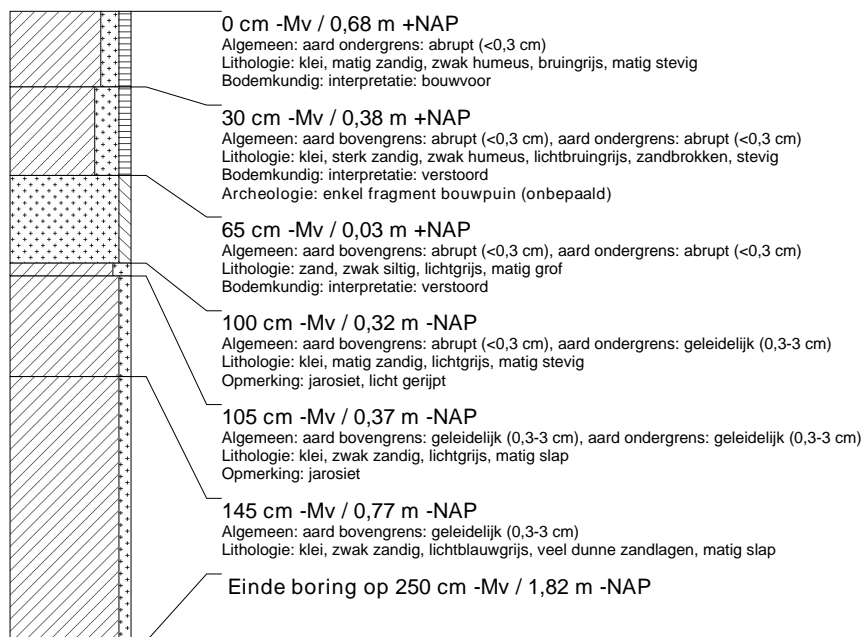 0 cm -Mv / 0,68 m +NAP
Algemeen: aard ondergrens: abrupt (<0,3 cm)
Lithologie: klei, matig zandig, zwak humeus, bruingrijs, matig stevig
Bodemkundig: interpretatie: bouwvoor
30 cm -Mv / 0,38 m +NAP
Algemeen: aard bovengrens: abrupt (<0,3 cm), aard ondergrens: abrupt (<0,3 cm)
Lithologie: klei, sterk zandig, zwak humeus, lichtbruingrijs, zandbrokken, stevig
Bodemkundig: interpretatie: verstoord
Archeologie: enkel fragment bouwpuin (onbepaald)
65 cm -Mv / 0,03 m +NAP
Algemeen: aard bovengrens: abrupt (<0,3 cm), aard ondergrens: abrupt (<0,3 cm)
Lithologie: zand, zwak siltig, lichtgrijs, matig grof
Bodemkundig: interpretatie: verstoord
100 cm -Mv / 0,32 m -NAP
Algemeen: aard bovengrens: abrupt (<0,3 cm), aard ondergrens: geleidelijk (0,3-3 cm)
Lithologie: klei, matig zandig, lichtgrijs, matig stevig
Opmerking: jarosiet, licht gerijpt
105 cm -Mv / 0,37 m -NAP
Algemeen: aard bovengrens: geleidelijk (0,3-3 cm), aard ondergrens: geleidelijk (0,3-3 cm)
Lithologie: klei, zwak zandig, lichtgrijs, matig slap
Opmerking: jarosiet
145 cm -Mv / 0,77 m -NAP
Algemeen: aard bovengrens: geleidelijk (0,3-3 cm)
Lithologie: klei, zwak zandig, lichtblauwgrijs, veel dunne zandlagen, matig slap
Einde boring op 250 cm -Mv / 1,82 m -NAP